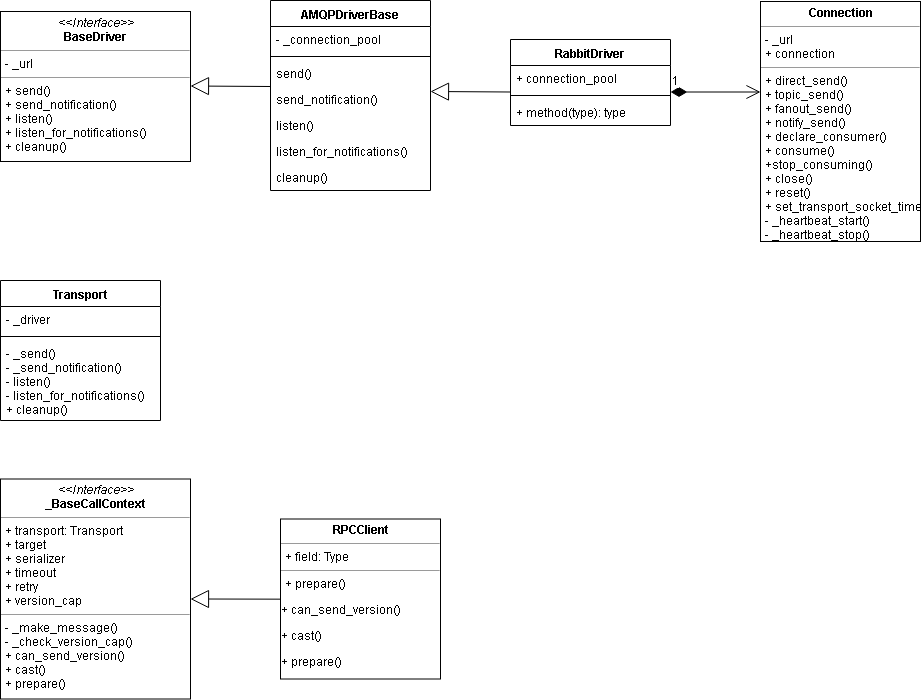 <<Interface>>
BaseDriver
- _url
+ send()
+ send_notification()
+ listen()
+ listen_for_notifications()
+ cleanup()
AMQPDriverBase
- _connection_pool
send()
send_notification()
listen()
listen_for_notifications()
cleanup()
RabbitDriver
+ connection_pool
+ method(type): type
1
Connection
- _url
+ connection
+ direct_send()
+ topic_send()
+ fanout_send()
+ notify_send()
+ declare_consumer()
+ consume()
+stop_consuming()
+ close()
+ reset()
+ set_transport_socket_time
- _heartbeat_start()
- _heartbeat_stop()
Transport
- _driver
- _send()
- _send_notification()
- listen()
- listen_for_notifications()
+ cleanup()
<<Interface>>
_BaseCallContext
+ transport: Transport
+ target
+ serializer
+ timeout
+ retry
+ version_cap
- _make_message()
- _check_version_cap()
+ can_send_version()
+ cast()
+ prepare()
RPCClient
+ field: Type
+ prepare()
+ can_send_version()
+ cast()
+ prepare()